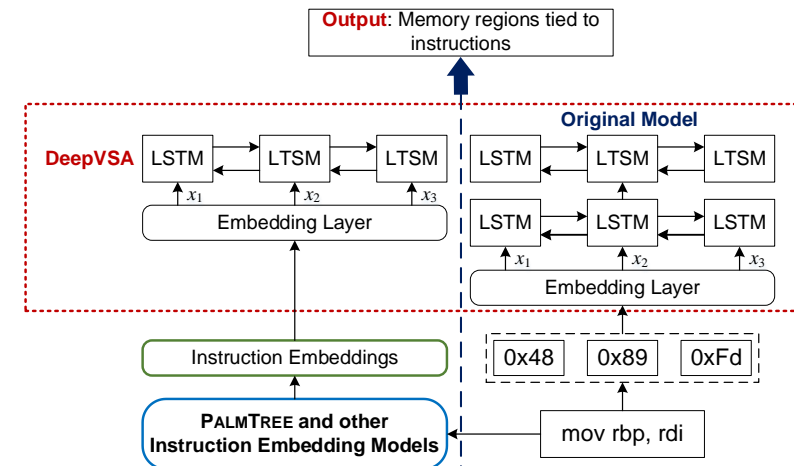 Output: Memory regions tied to
instructions
Original Model
DeepVSA
LSTM
LTSM
LTSM
LSTM
LTSM
LTSM
x1
x2
x3
Embedding Layer
LSTM
LSTM
LSTM
x1
x2
x3
Embedding Layer
Instruction Embeddings
0x48
0x89
0xFd
PALMTREE and other
Instruction Embedding Models
mov rbp, rdi